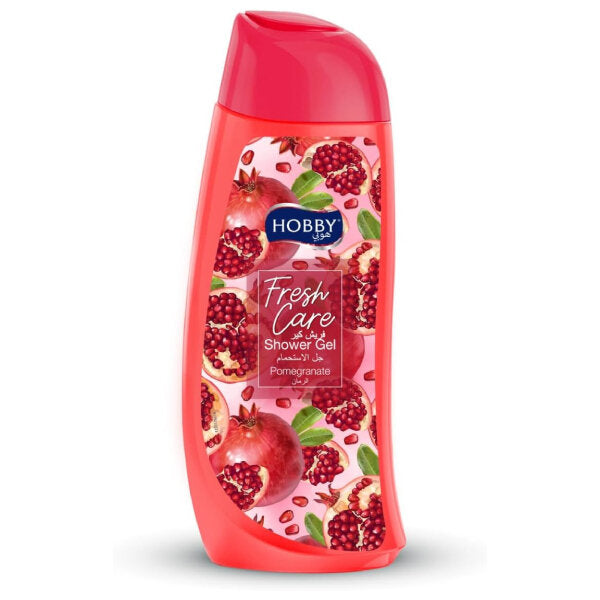 HOBBY
هوبي
Fresh
Care
فريش كير
Shower Gel
جل الاستحمام
Pomegranate
الرمان